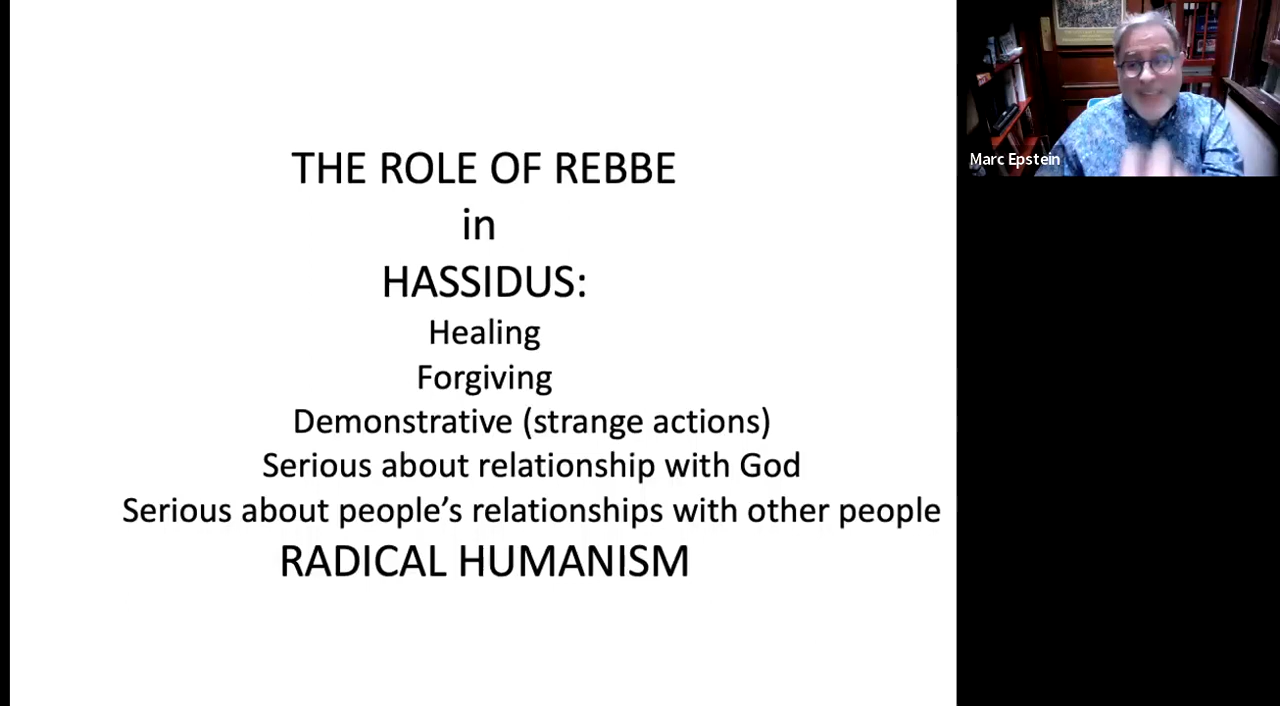 THE ROLE OF REBBE
in
HASSIDUS:
Healing
Forgiving
Demonstrative (strange actions)
Serious about relationship with God
Serious about people’s relationships with other people
RADICAL HUMANISM
Marc Epstein